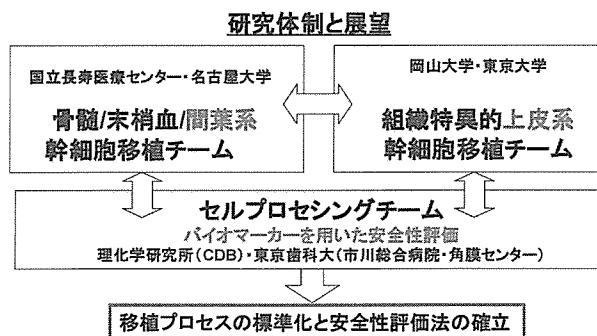 研究体制と展望
国立長寿医療センター・名古屋大学
骨髄/末梢血/間葉系
幹細胞移植チーム
岡山大学・東京大学
組織特異的上皮系
幹細胞移植チーム
セルプロセシングチーム
バイオマーカーを用いた安全性評価
理化学研究所(CDB)・東京歯科大(市川総合病院・角膜センター)
移植プロセスの標準化と安全性評価法の確立